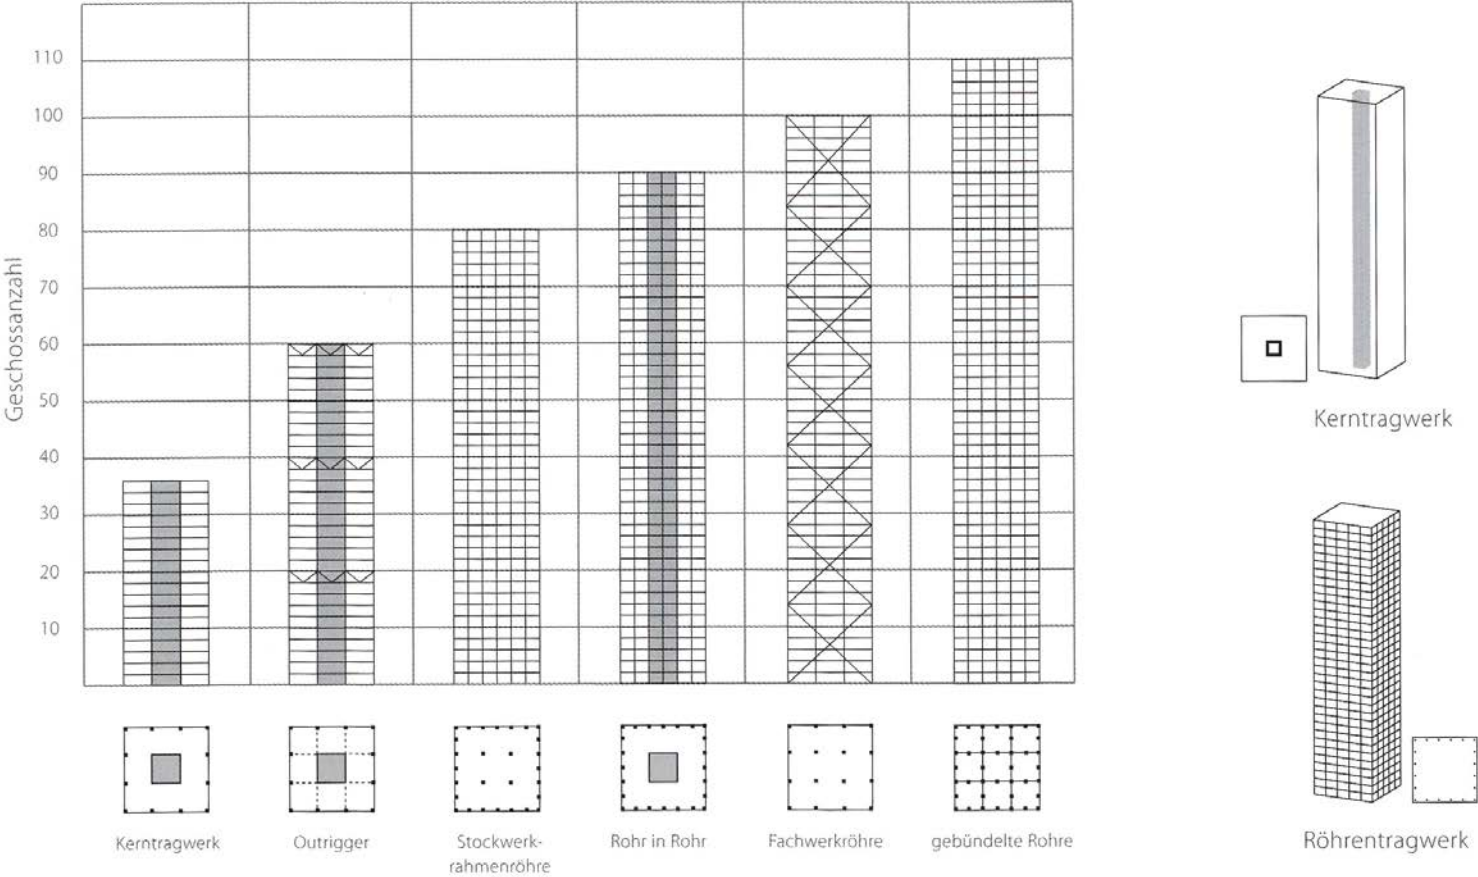 Geschossanzahl
110
100
90
80
70
60
50
40
30
20
10
Kerntragwerk
Outrigger
Stockwerk-
rahmenröhre
Rohr in Rohr
Fachwerkröhre
gebündelte Rohre
Kerntragwerk
Röhrentragwerk